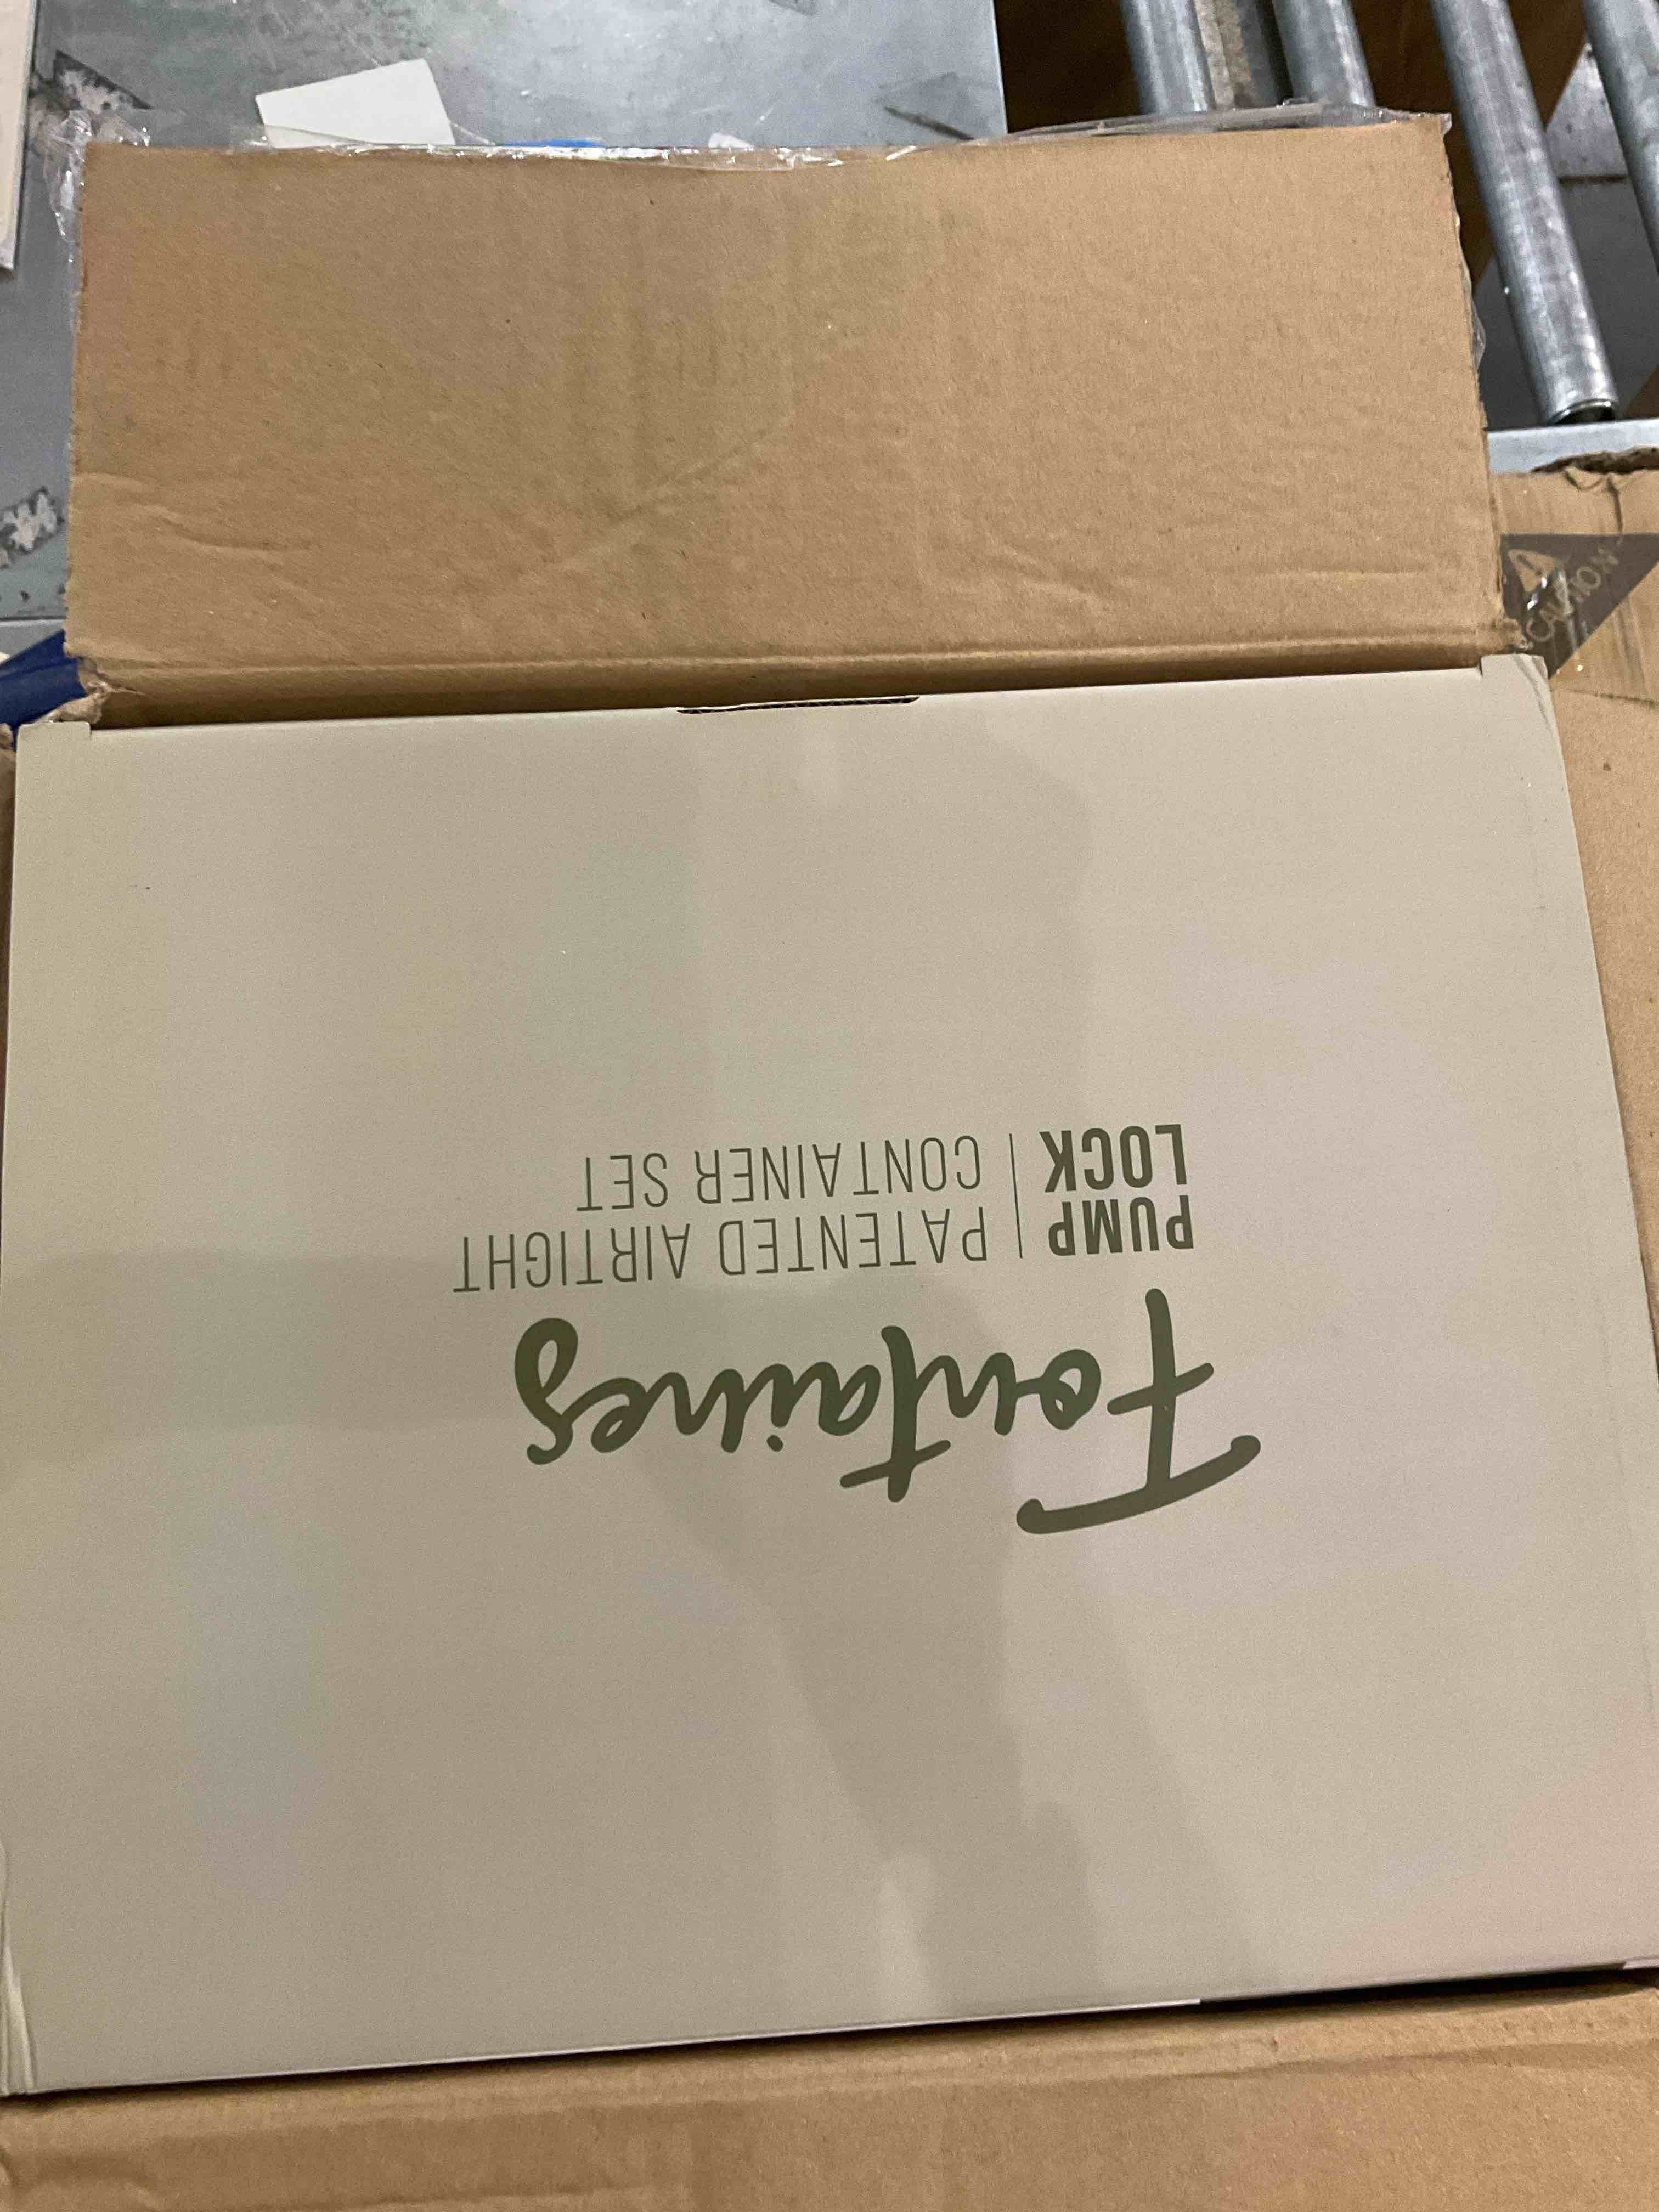 Fontaines
PUMP | PATENTED AIRTIGHT
LOCK | CONTAINER SET
CAUTION